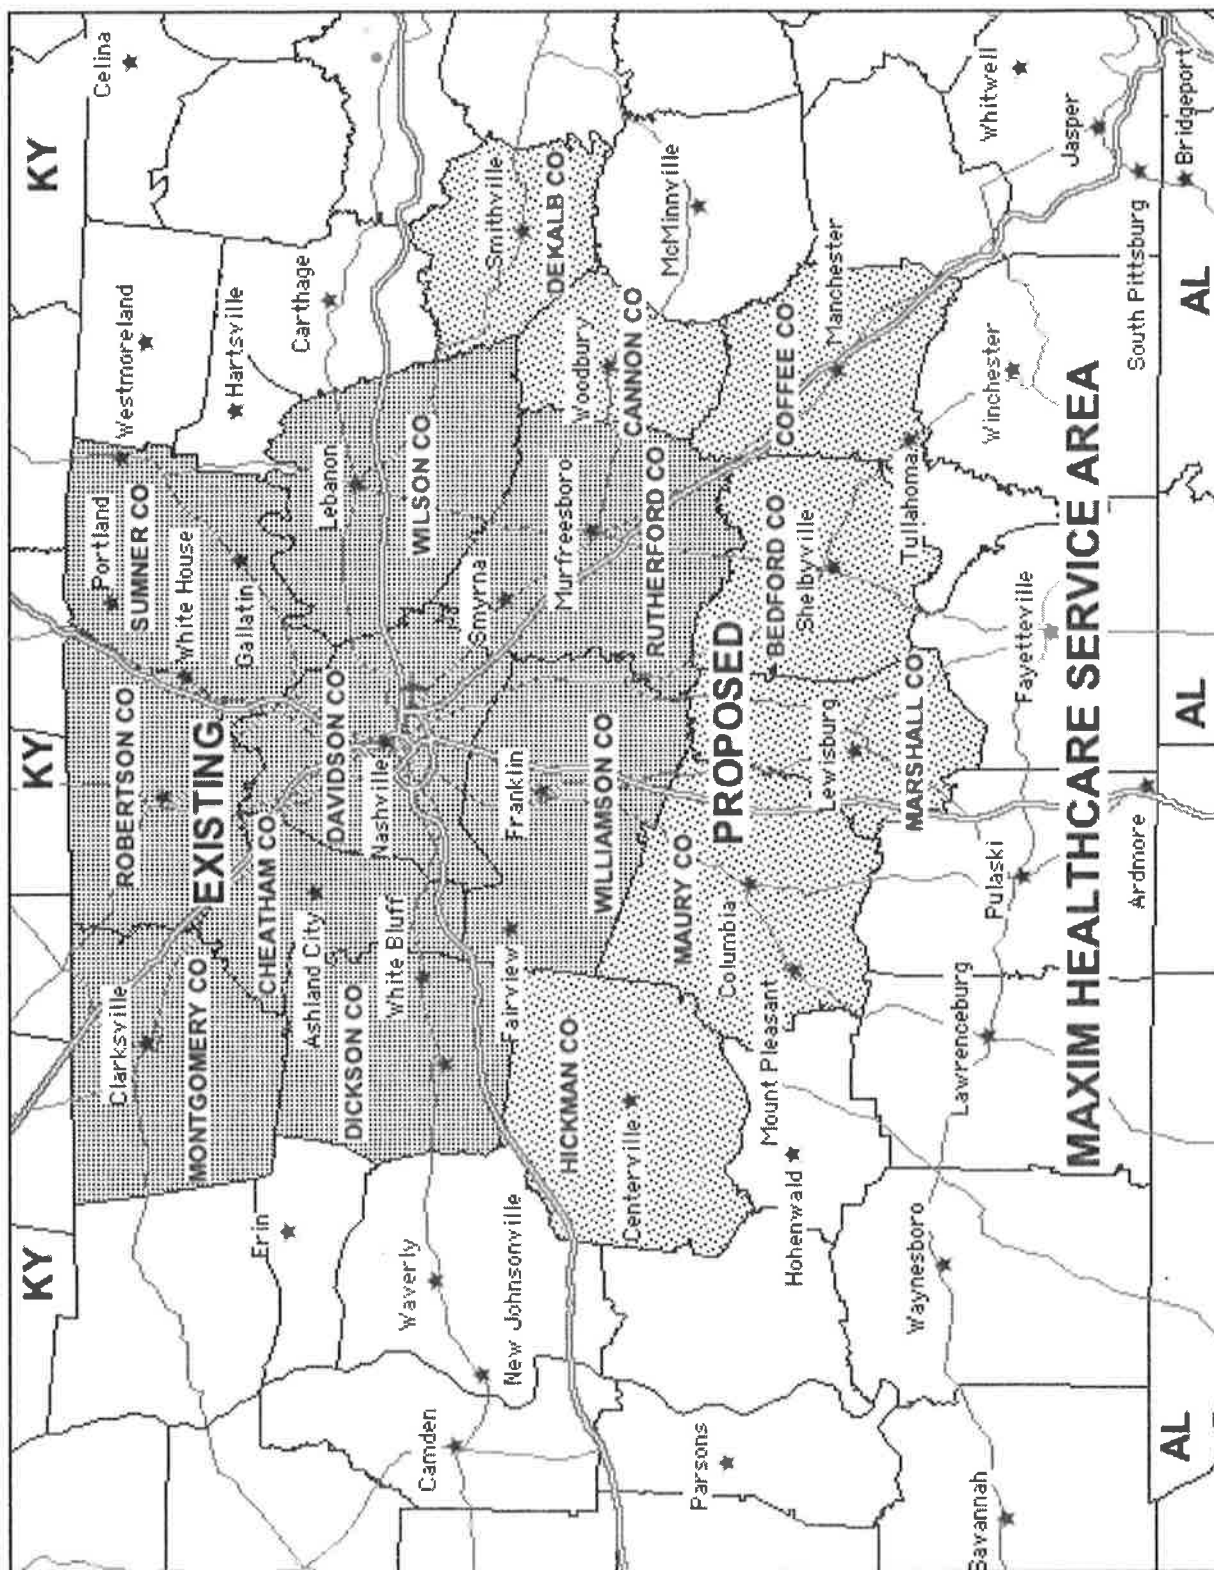 KY
KY
KY
Celina
Westmoreland
Hartsville
Carthage
Portland
SUMNER CO
White House
Gallatin
ROBERTSON CO
EXISTING
Clarksville
MONTGOMERY CO
CHEATHAM CO
Ashland City
DAVIDSON CO
Nashville
Lebanon
WILSON CO
Erin
DICKSON CO
White Bluff
Waverly
New Johnsonville
Camden
Fairview
Franklin
WILLIAMSON CO
Smyrna
Murfreesboro
RUTHERFORD CO
Smithville
DEKALB CO
Woodbury
CANNON CO
McMinnville
HICKMAN CO
Centerville
MAURY CO
Columbia
Mount Pleasant
PROPOSED
Lewisburg
MARSHALL CO
BEDFORD CO
Shelbyville
COFFEE CO
Manchester
Tullahoma
Hohenwald
Parsons
Waynesboro
Savannah
Lawrenceburg
Pulaski
Fayetteville
Winchester
Whitwell
Jasper
South Pittsburg
Bridgeport
Ardmore
MAXIM HEALTHCARE SERVICE AREA
AL
AL
AL